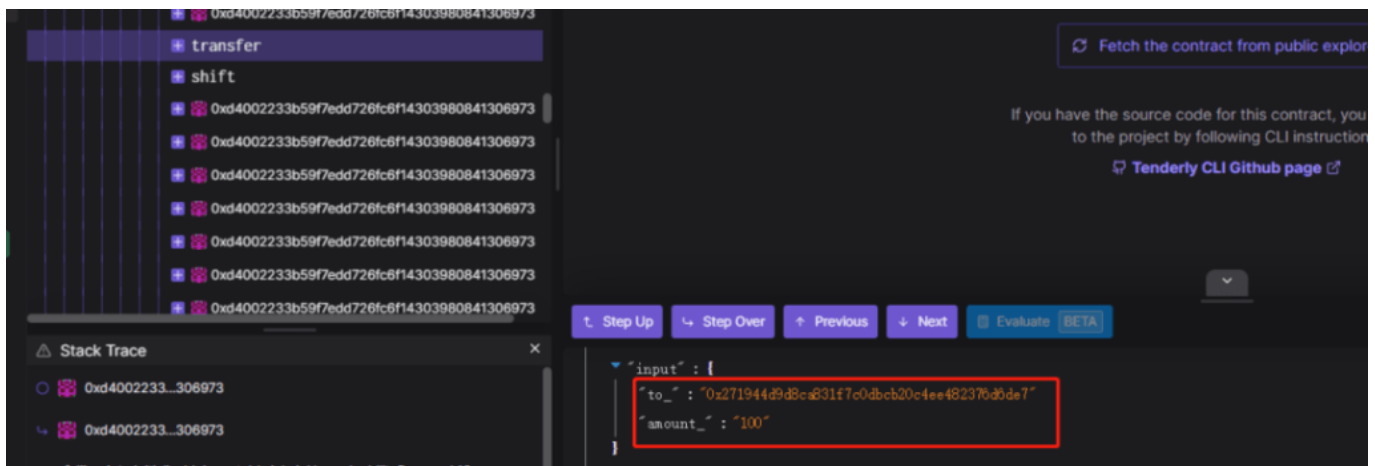 0xd4002233b59f7edd726fc6f14303980841306973
transfer
shift
0xd4002233b59f7edd726fc6f14303980841306973
0xd4002233b59f7edd726fc6f14303980841306973
0xd4002233b59f7edd726fc6f14303980841306973
0xd4002233b59f7edd726fc6f14303980841306973
0xd4002233b59f7edd726fc6f14303980841306973
0xd4002233b59f7edd726fc6f14303980841306973
0xd4002233b59f7edd726fc6f14303980841306973
Stack Trace
0xd4002233...306973
0xd4002233...306973
Fetch the contract from public explor
If you have the source code for this contract, you
to the project by following CLI instruction
Tenderly CLI Github page
Step Up Step Over Previous Next Evaluate BETA
"input" : {
"to_" : "0x271944d9d8ca831f7c0dbcb20c4ee482376d6de7"
"amount_" : "100"
}